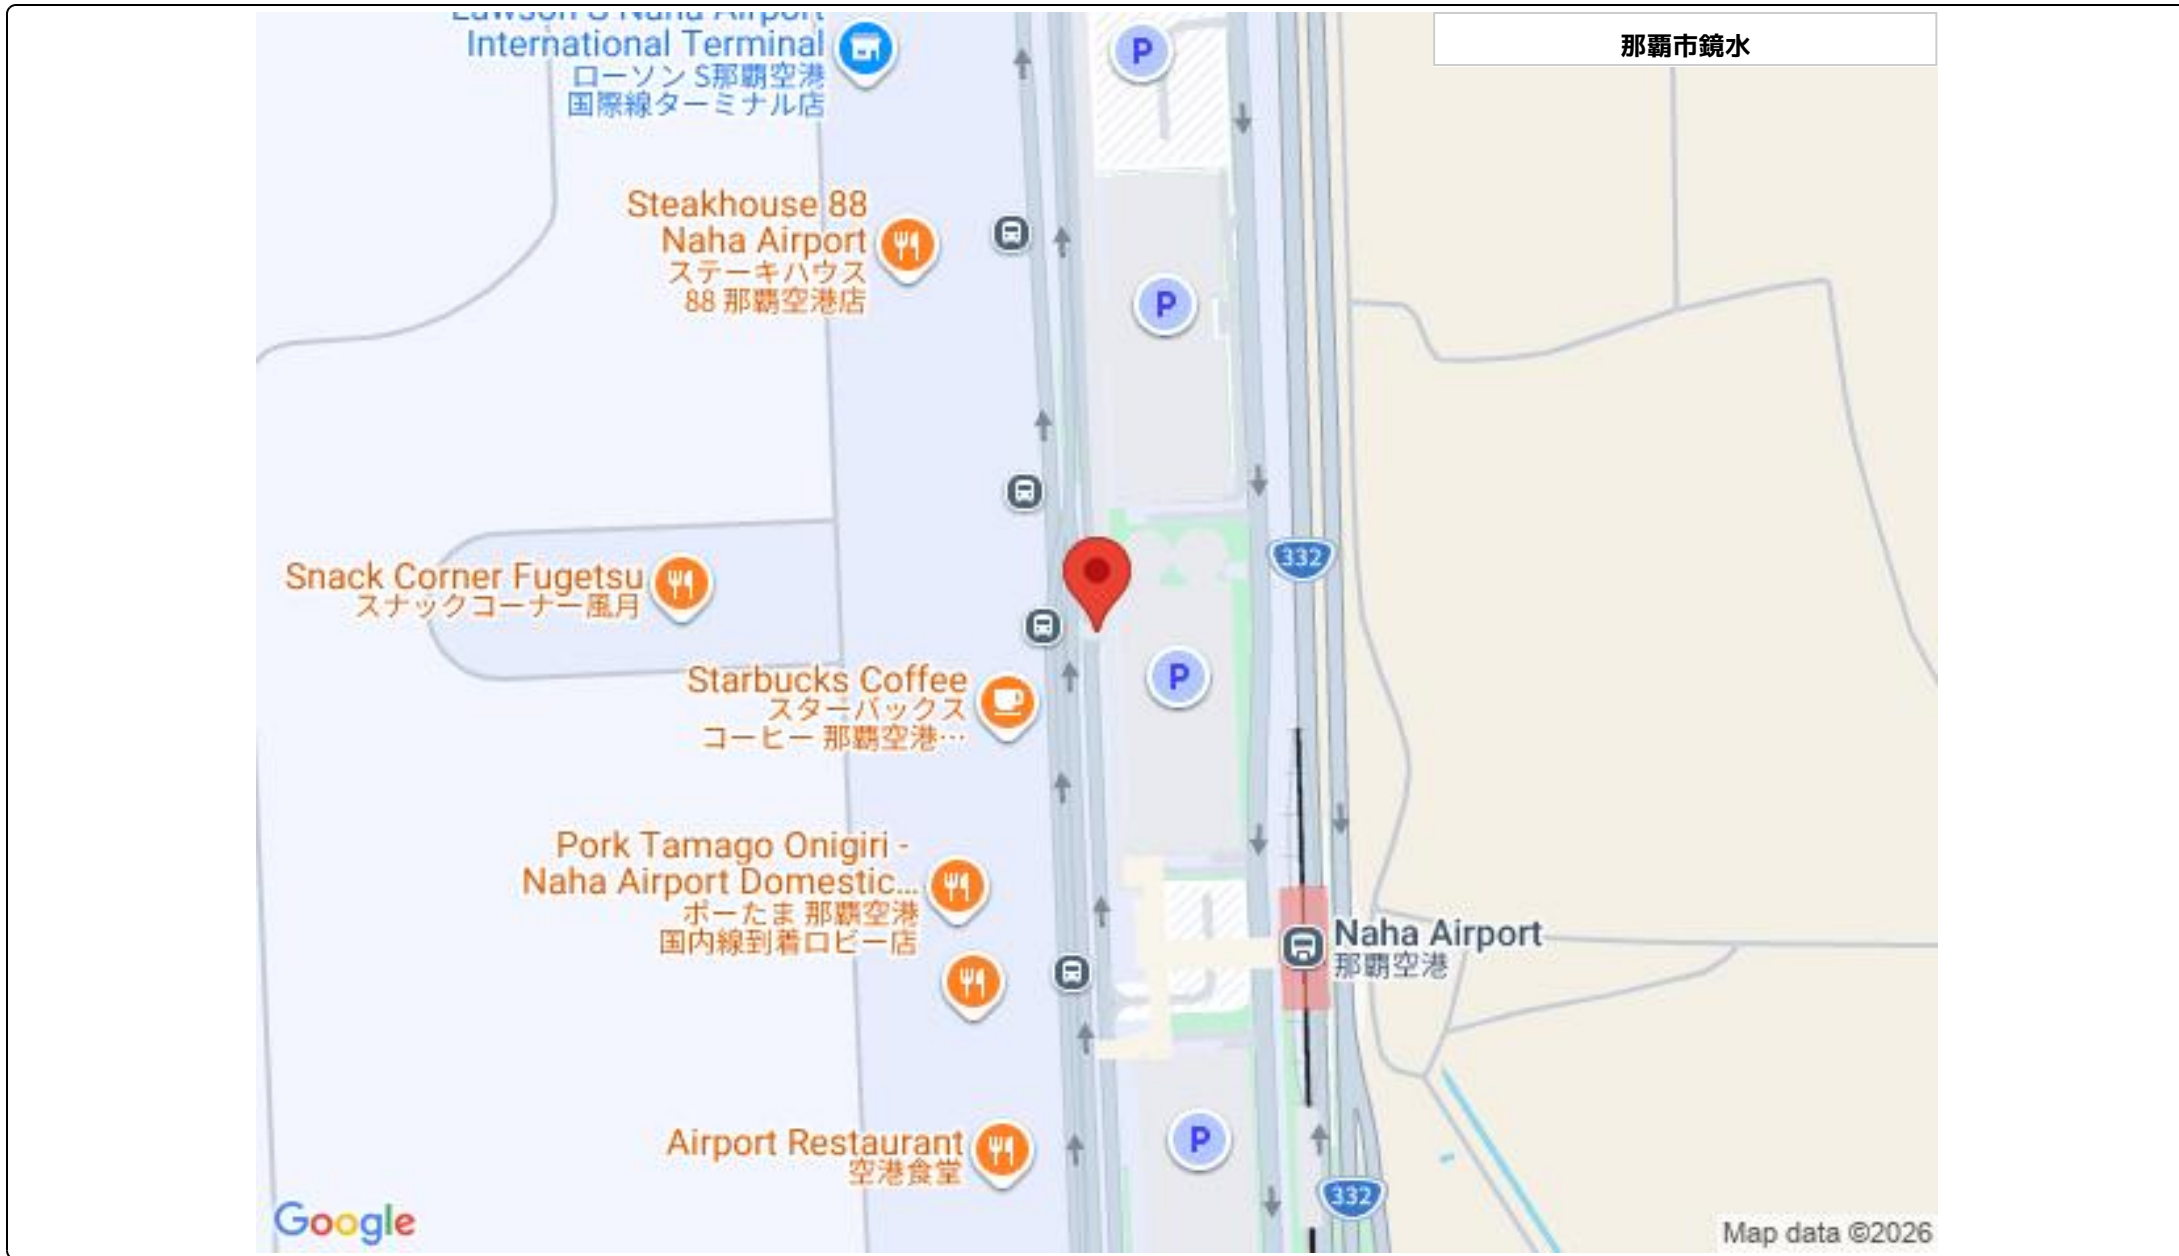 Lawson S Naha Airport
International Terminal
ローソン S那覇空港
国際線ターミナル店
P
那覇市鏡水
Steakhouse 88
Naha Airport
ステーキハウス
88 那覇空港店
P
332
Snack Corner Fugetsu
スナックコーナー風月
Starbucks Coffee
スターバックス
コーヒー 那覇空港…
P
Pork Tamago Onigiri -
Naha Airport Domestic...
ポーたま 那覇空港
国内線到着ロビー店
Naha Airport
那覇空港
Airport Restaurant
空港食堂
P
332
Google
Map data ©2026